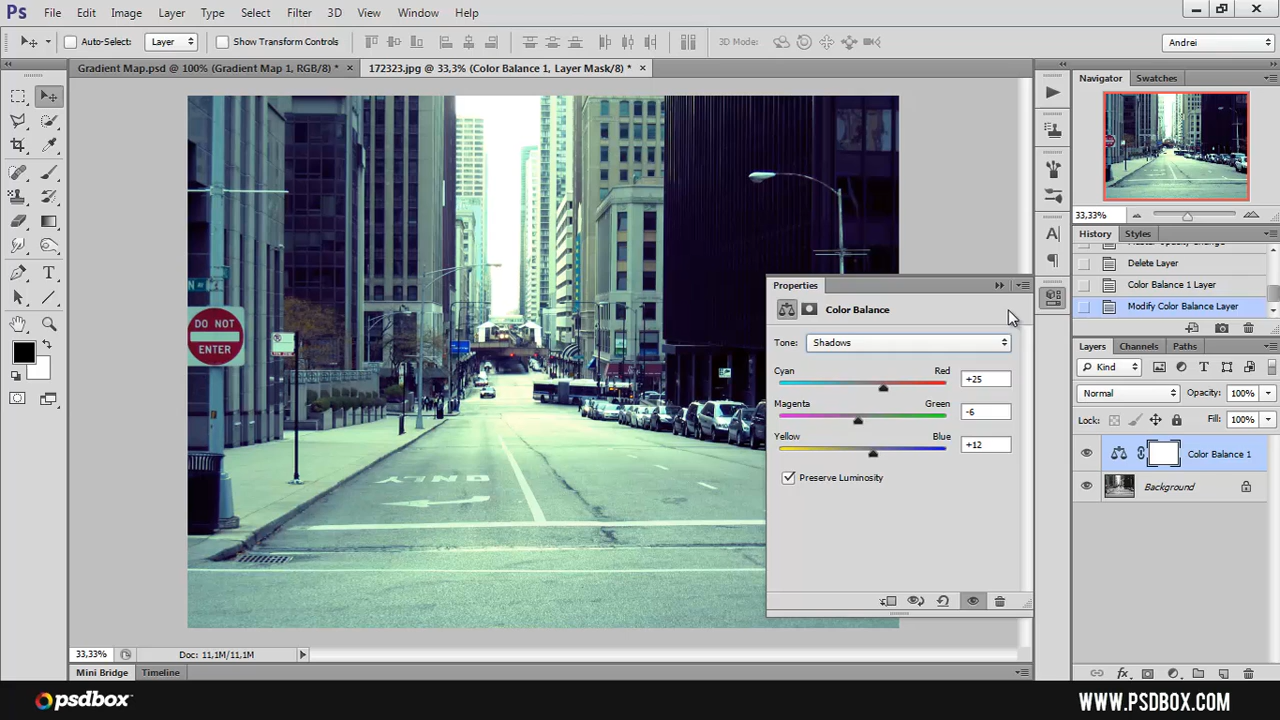 Ps File Edit Image Layer Type Select Filter 3D View Window Help
Auto-Select: Layer Show Transform Controls 3D Mode: Andrei
Gradient Map.psd @ 100% (Gradient Map 1, RGB/8) * × 172323.jpg @ 33,3% (Color Balance 1, Layer Mask/8) * ×
Navigator Swatches
33,33%
History Styles
Master Opacity Change
Delete Layer
Color Balance 1 Layer
Modify Color Balance Layer
Layers Channels Paths
Kind
Normal Opacity: 100%
Lock: Fill: 100%
Color Balance 1
Background
DO NOT
ENTER
ONLY
Properties
Color Balance
Tone: Shadows
Cyan Red +25
Magenta Green -6
Yellow Blue +12
Preserve Luminosity
33,33% Doc: 11,1M/11,1M
Mini Bridge Timeline
psdbox WWW.PSDBOX.COM